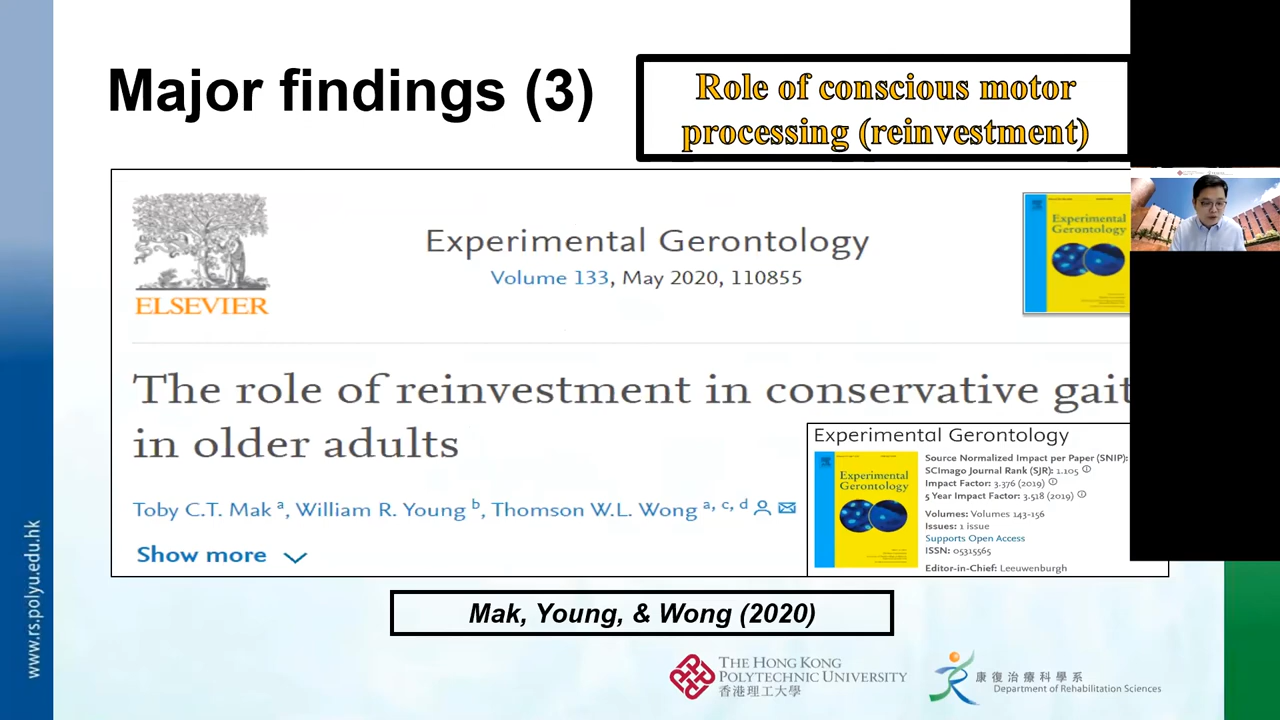 Major findings (3)
Role of conscious motor
processing (reinvestment)
ELSEVIER
Experimental Gerontology
Volume 133, May 2020, 110855
Experimental
Gerontology
The role of reinvestment in conservative gait
in older adults
Toby C.T. Mak a, William R. Young b, Thomson W.L. Wong a, c, d
Show more
Experimental Gerontology
Experimental
Gerontology
Source Normalized Impact per Paper (SNIP):
SCImago Journal Rank (SJR): 1.105
Impact Factor: 3.376 (2019)
5 Year Impact Factor: 3.518 (2019)
Volumes: Volumes 143-156
Issues: 1 issue
Supports Open Access
ISSN: 05315565
Editor-in-Chief: Leeuwenburgh
Mak, Young, & Wong (2020)
www.rs.polyu.edu.hk
THE HONG KONG
POLYTECHNIC UNIVERSITY
香港理工大學
康復治療科學系
Department of Rehabilitation Sciences